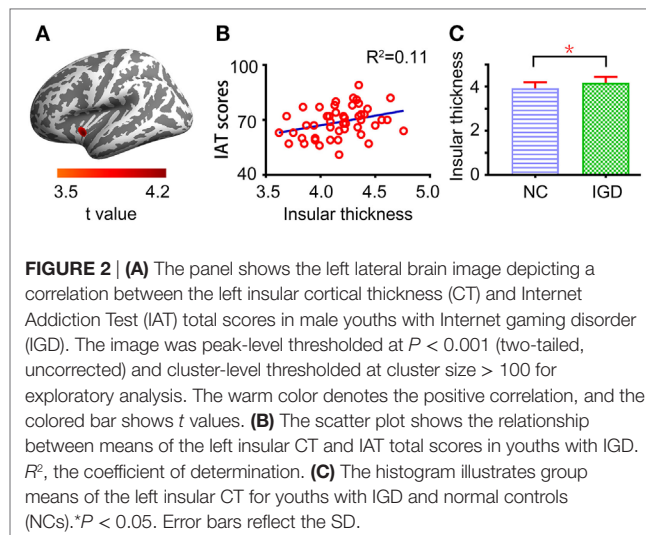 A
B
C
R²=0.11
100
70
40
IAT scores
3.6
4.0
4.5
5.0
Insular thickness
3.5
4.2
t value
*
4
2
0
Insular thickness
NC
IGD
FIGURE 2 | (A) The panel shows the left lateral brain image depicting a
correlation between the left insular cortical thickness (CT) and Internet
Addiction Test (IAT) total scores in male youths with Internet gaming disorder
(IGD). The image was peak-level thresholded at P < 0.001 (two-tailed,
uncorrected) and cluster-level thresholded at cluster size > 100 for
exploratory analysis. The warm color denotes the positive correlation, and the
colored bar shows t values. (B) The scatter plot shows the relationship
between means of the left insular CT and IAT total scores in youths with IGD.
R², the coefficient of determination. (C) The histogram illustrates group
means of the left insular CT for youths with IGD and normal controls
(NCs).*P < 0.05. Error bars reflect the SD.